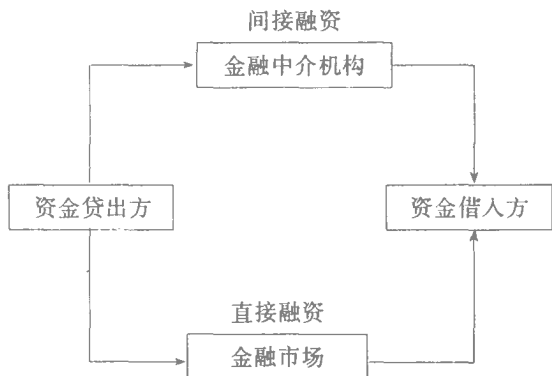 间接融资
金融中介机构
资金贷出方
资金借入方
直接融资
金融市场